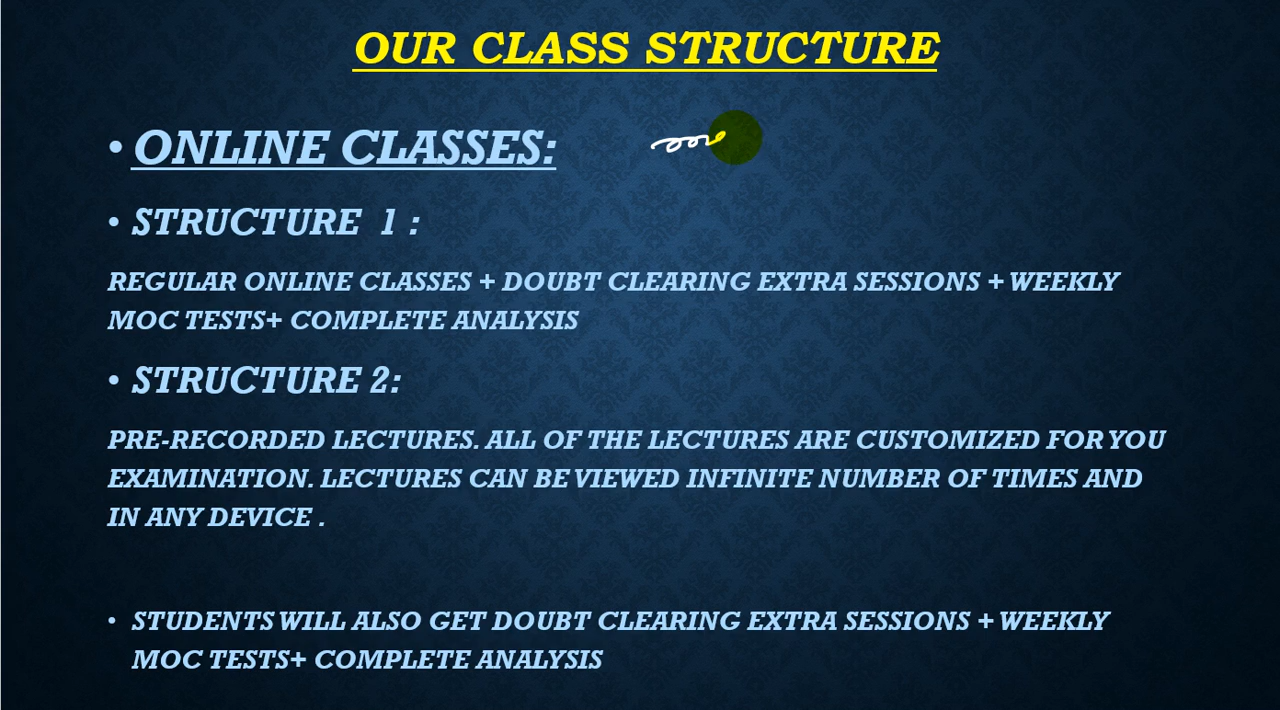 OUR CLASS STRUCTURE
• ONLINE CLASSES:
• STRUCTURE 1 :
REGULAR ONLINE CLASSES + DOUBT CLEARING EXTRA SESSIONS + WEEKLY
MOC TESTS+ COMPLETE ANALYSIS
• STRUCTURE 2:
PRE-RECORDED LECTURES. ALL OF THE LECTURES ARE CUSTOMIZED FOR YOU
EXAMINATION. LECTURES CAN BE VIEWED INFINITE NUMBER OF TIMES AND
IN ANY DEVICE .
• STUDENTS WILL ALSO GET DOUBT CLEARING EXTRA SESSIONS + WEEKLY
MOC TESTS+ COMPLETE ANALYSIS